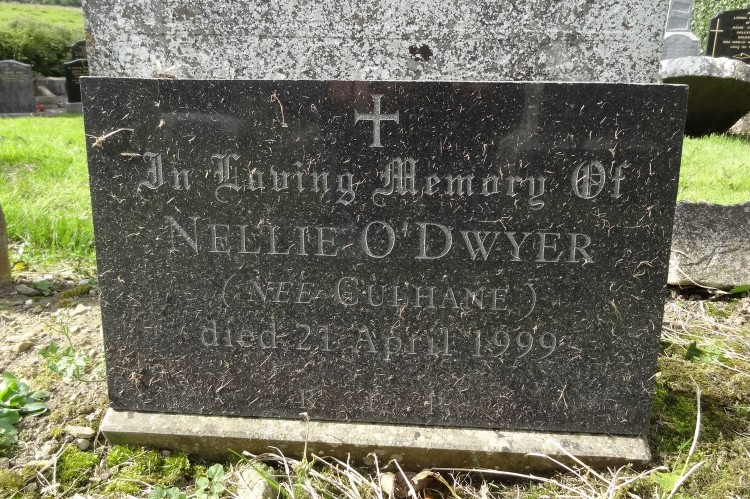 In Loving Memory Of
NELLIE O'DWYER
(NEE CULHANE)
died 21 April 1999